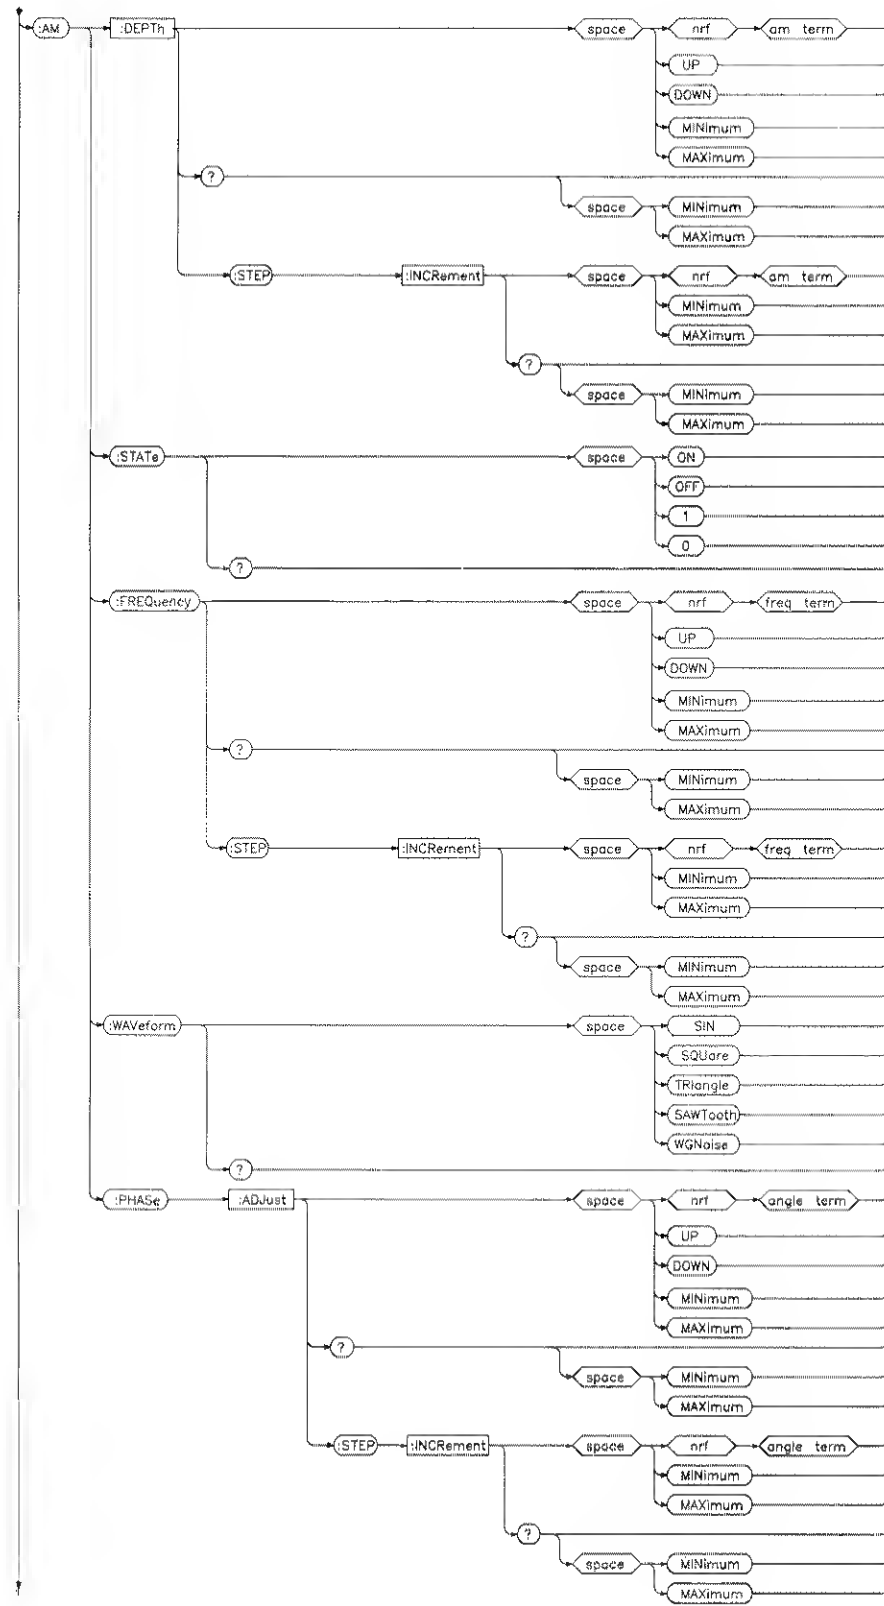 :AM :DEPTh space nrf am term
UP
DOWN
MINimum
MAXimum
?
space MINimum
MAXimum
:STEP :INCRement space nrf am term
MINimum
MAXimum
?
space MINimum
MAXimum
:STATe space ON
OFF
1
0
?
:FREQuency space nrf freq term
UP
DOWN
MINimum
MAXimum
?
space MINimum
MAXimum
:STEP :INCRement space nrf freq term
MINimum
MAXimum
?
space MINimum
MAXimum
:WAVeform space SIN
SQUare
TRIangle
SAWTooth
WGNoise
?
:PHASe :ADJust space nrf angle term
UP
DOWN
MINimum
MAXimum
?
space MINimum
MAXimum
:STEP :INCRement space nrf angle term
MINimum
MAXimum
?
space MINimum
MAXimum